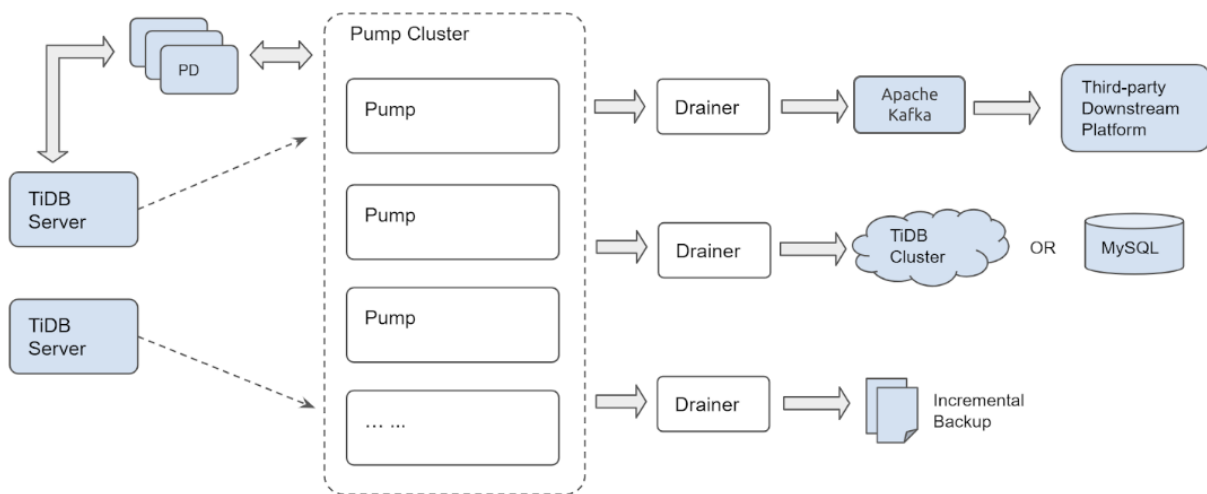 Pump Cluster
PD
Pump
Drainer
Apache
Kafka
Third-party
Downstream
Platform
TiDB
Server
Pump
Drainer
TiDB
Cluster
OR
MySQL
TiDB
Server
Pump
Drainer
Incremental
Backup
... ...